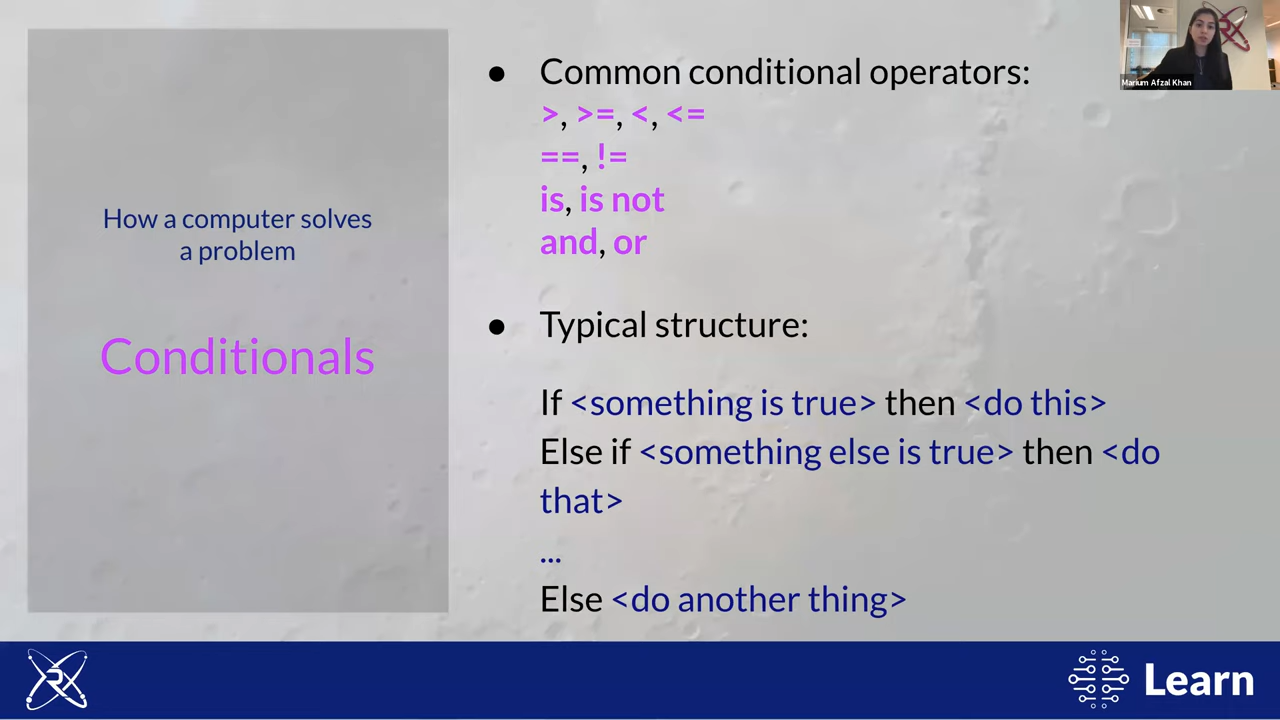 How a computer solves
a problem
Conditionals
● Common conditional operators:
>, >=, <, <=
==, !=
is, is not
and, or
● Typical structure:
If <something is true> then <do this>
Else if <something else is true> then <do
that>
...
Else <do another thing>
Marium Afzal Khan
Learn